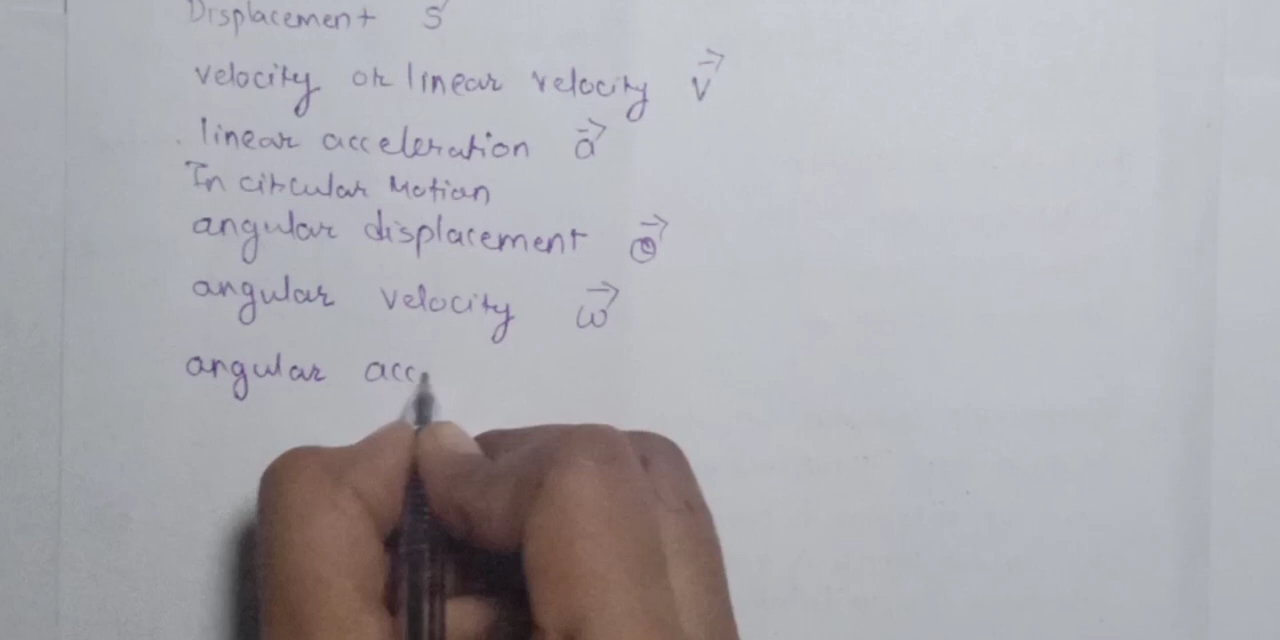 Displacement S
velocity or linear velocity v⃗
linear acceleration a⃗
In circular Motion
angular displacement θ⃗
angular velocity ω⃗
angular acc